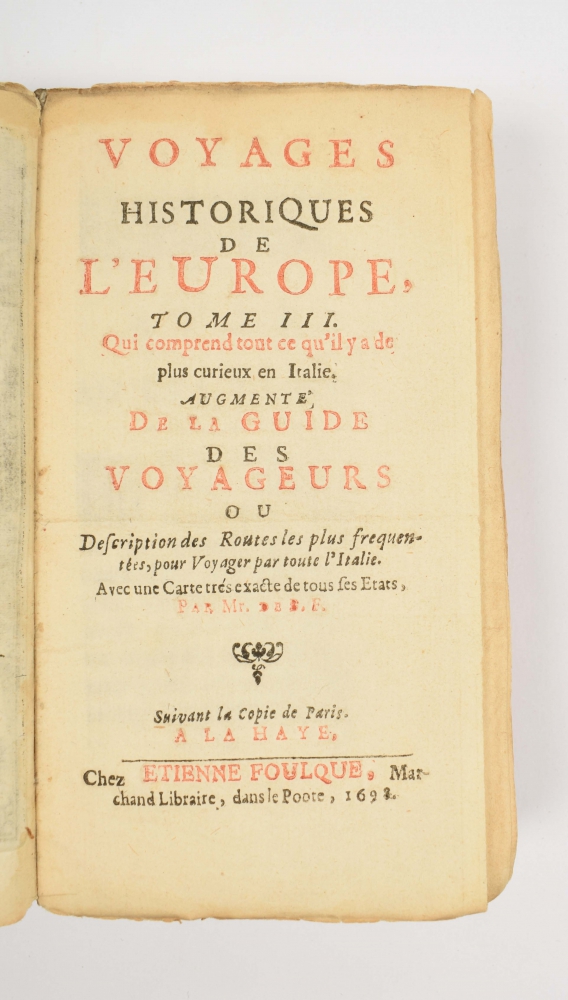 VOYAGES
HISTORIQUES
DE
L'EUROPE,
TOME III.
Qui comprend tout ce qu'il y a de
plus curieux en Italie.
AUGMENTE',
DE LA GUIDE
DES
VOYAGEURS
OU
Deſcription des Routes les plus frequen-
tées, pour Voyager par toute l'Italie.
Avec une Carte trés exacte de tous ſes Etats,
PAR Mr. DE B. F.
Suivant la Copie de Paris.
A LA HAYE,
Chez ETIENNE FOULQUE, Mar-
chand Libraire, dans le Poote,